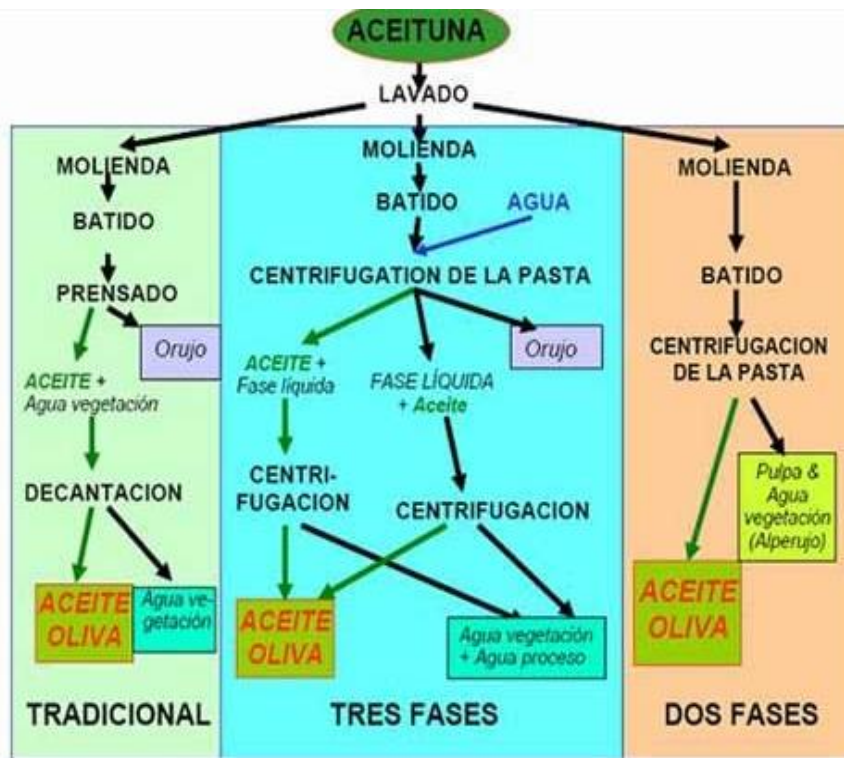 ACEITUNA
LAVADO
MOLIENDA
BATIDO
PRENSADO
Orujo
ACEITE +
Agua vegetación
DECANTACION
ACEITE
OLIVA
Agua ve-
getación
TRADICIONAL
MOLIENDA
BATIDO
AGUA
CENTRIFUGATION DE LA PASTA
Orujo
ACEITE +
Fase líquida
FASE LÍQUIDA
+ Aceite
CENTRI-
FUGACION
CENTRIFUGACION
ACEITE
OLIVA
Agua vegetación
+ Agua proceso
TRES FASES
MOLIENDA
BATIDO
CENTRIFUGACION
DE LA PASTA
Pulpa &
Agua
vegetación
(Alperujo)
ACEITE
OLIVA
DOS FASES